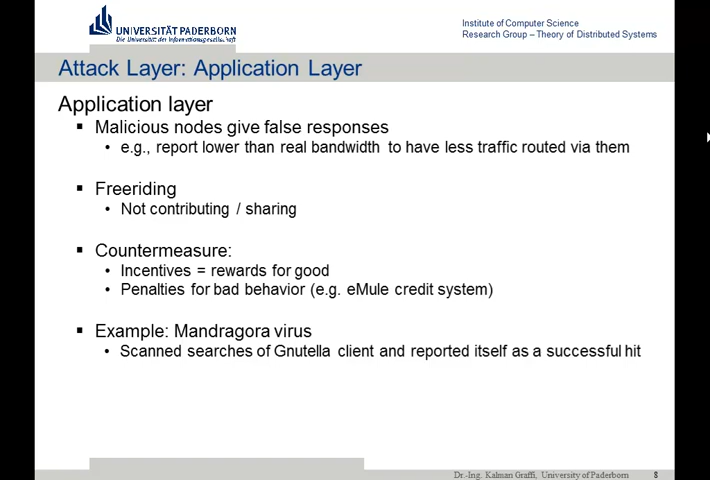 UNIVERSITÄT PADERBORN
Die Universität der Informationsgesellschaft
Institute of Computer Science
Research Group – Theory of Distributed Systems
Attack Layer: Application Layer
Application layer
▪ Malicious nodes give false responses
• e.g., report lower than real bandwidth to have less traffic routed via them
▪ Freeriding
• Not contributing / sharing
▪ Countermeasure:
• Incentives = rewards for good
• Penalties for bad behavior (e.g. eMule credit system)
▪ Example: Mandragora virus
• Scanned searches of Gnutella client and reported itself as a successful hit
Dr.-Ing. Kalman Graffi, University of Paderborn 8